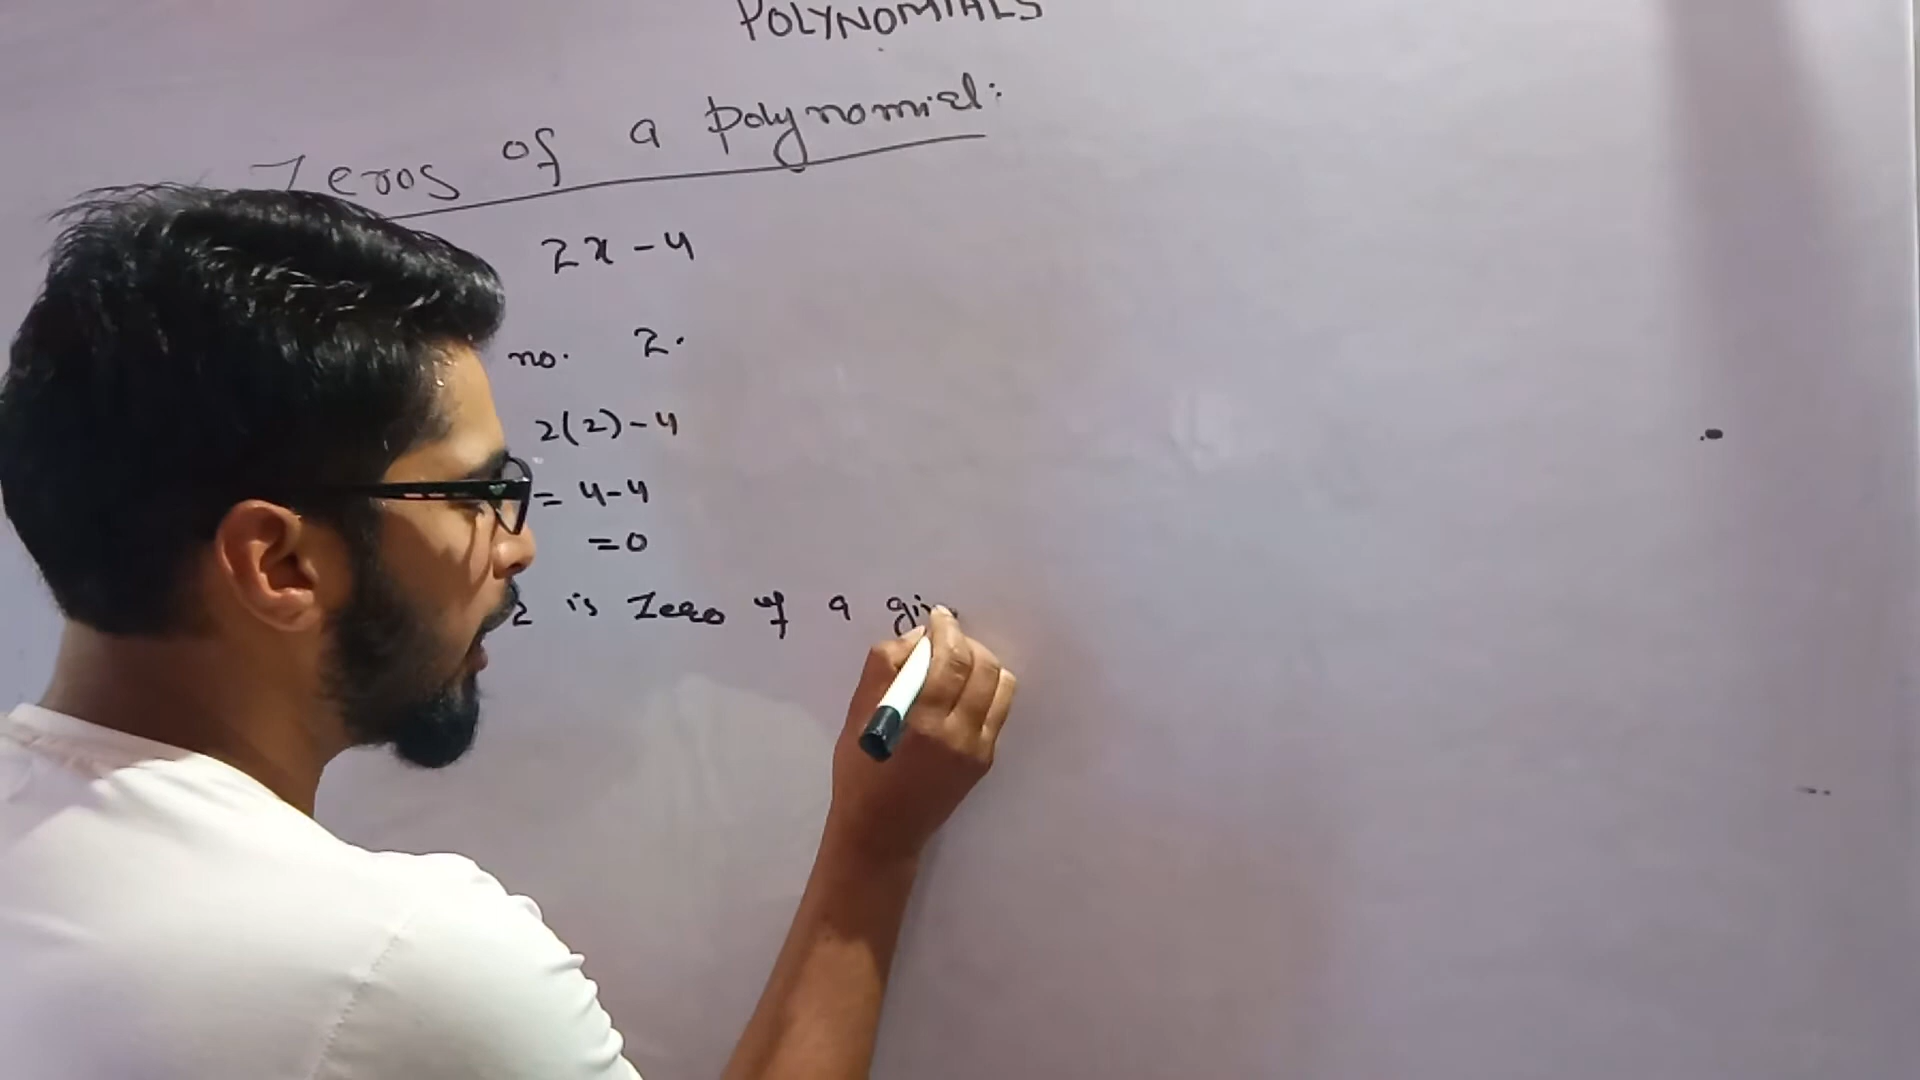 POLYNOMIALS
Zeros of a polynomial:
2x-4
no. 2.
2(2)-4
= 4-4
=0
2 is Zero of a giv